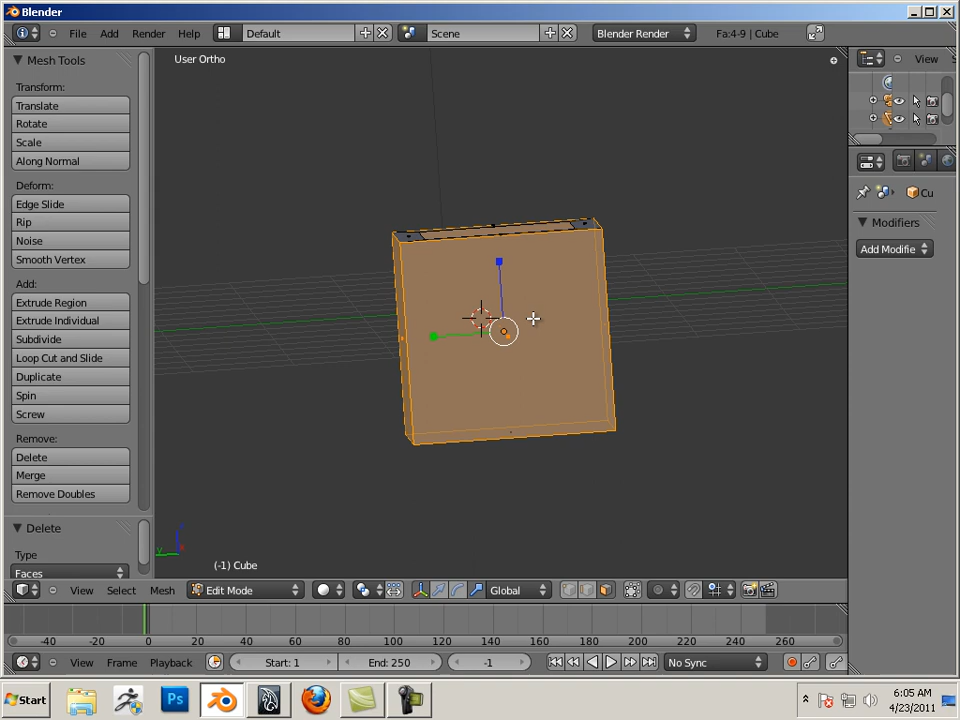 Blender
File Add Render Help Default Scene Blender Render Fa:4-9 | Cube
Mesh Tools
User Ortho
View
Transform:
Translate
Rotate
Scale
Along Normal
Cu
Deform:
Edge Slide
Rip
Noise
Smooth Vertex
Modifiers
Add Modifie
Add:
Extrude Region
Extrude Individual
Subdivide
Loop Cut and Slide
Duplicate
Spin
Screw
Remove:
Delete
Merge
Remove Doubles
Delete
Type
Faces
(-1) Cube
View Select Mesh Edit Mode Global
-40 -20 0 20 40 60 80 100 120 140 160 180 200 220 240 260
View Frame Playback Start: 1 End: 250 -1 No Sync
Start Ps 6:05 AM
4/23/2011